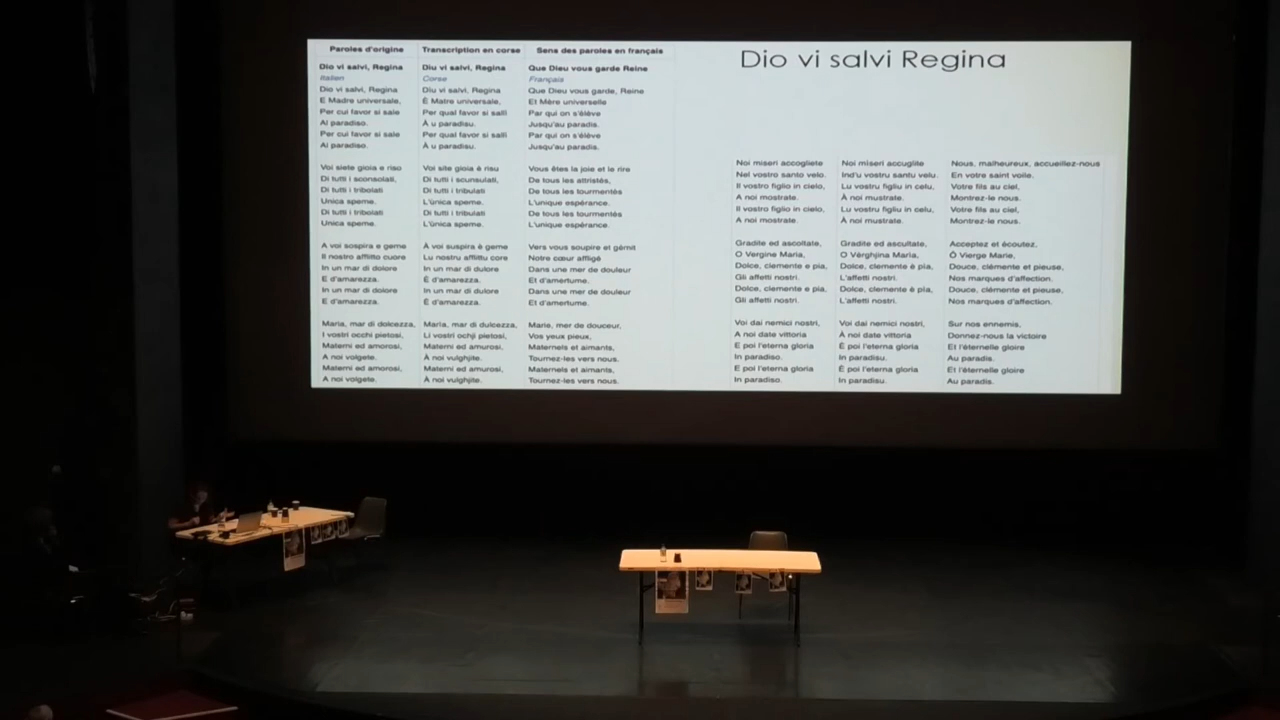 Dio vi salvi Regina
Paroles d'origine
Dio vi salvi, Regina
Italien
Dio vi salvi, Regina
E Madre universale,
Per cui favor si sale
Al paradiso.
Per cui favor si sale
Al paradiso.
Voi siete gioia e riso
Di tutti i sconsolati,
Di tutti i tribolati
Unica speme.
Di tutti i tribolati
Unica speme.
A voi sospira e geme
Il nostro afflitto cuore
In un mar di dolore
E d'amarezza.
In un mar di dolore
E d'amarezza.
Maria, mar di dolcezza,
I vostri occhi pietosi,
Materni ed amorosi,
A noi volgete.
Materni ed amorosi,
A noi volgete.
Transcription en corse
Diu vi salvi, Regina
Corse
Diu vi salvi, Regina
È Matre universale,
Per qual favor si salli
À u paradisu.
Per qual favor si salli
À u paradisu.
Voi site gioia è risu
Di tutti i scunsulati,
Di tutti i tribulati
L'unica speme.
Di tutti i tribulati
L'unica speme.
À voi suspira è geme
Lu nostru afflittu core
In un mar di dulore
È d'amarezza.
In un mar di dulore
È d'amarezza.
Maria, mar di dulcezza,
Li vostri ochji pietosi,
Materni ed amurosi,
À noi vulghjite.
Materni ed amurosi,
À noi vulghjite.
Sens des paroles en français
Que Dieu vous garde Reine
Français
Que Dieu vous garde, Reine
Et Mère universelle
Par qui on s'élève
Jusqu'au paradis.
Par qui on s'élève
Jusqu'au paradis.
Vous êtes la joie et le rire
De tous les attristés,
De tous les tourmentés
L'unique espérance.
De tous les tourmentés
L'unique espérance.
Vers vous soupire et gémit
Notre cœur affligé
Dans une mer de douleur
Et d'amertume.
Dans une mer de douleur
Et d'amertume.
Marie, mer de douceur,
Vos yeux pieux,
Maternels et aimants,
Tournez-les vers nous.
Maternels et aimants,
Tournez-les vers nous.
Noi miseri accogliete
Nel vostro santo velo.
Il vostro figlio in cielo,
A noi mostrate.
Il vostro figlio in cielo,
A noi mostrate.
Gradite ed ascoltate,
O Vergine Maria,
Dolce, clemente e pia,
Gli affetti nostri.
Dolce, clemente e pia,
Gli affetti nostri.
Voi dai nemici nostri,
A noi date vittoria
E poi l'eterna gloria
In paradiso.
E poi l'eterna gloria
In paradiso.
Noi miseri accuglite
Ind'u vostru santu velu.
Lu vostru figliu in celu,
À noi mustrate.
Lu vostru figliu in celu,
À noi mustrate.
Gradite ed ascultate,
O Vèrghjina Maria,
Dolce, clemente è pia,
L'affetti nostri.
Dolce, clemente è pia,
L'affetti nostri.
Voi dai nemici nostri,
À noi date vittoria
È poi l'eterna gloria
In paradisu.
È poi l'eterna gloria
In paradisu.
Nous, malheureux, accueillez-nous
En votre saint voile.
Votre fils au ciel,
Montrez-le nous.
Votre fils au ciel,
Montrez-le nous.
Acceptez et écoutez,
Ô Vierge Marie,
Douce, clémente et pieuse,
Nos marques d'affection.
Douce, clémente et pieuse,
Nos marques d'affection.
Sur nos ennemis,
Donnez-nous la victoire
Et l'éternelle gloire
Au paradis.
Et l'éternelle gloire
Au paradis.